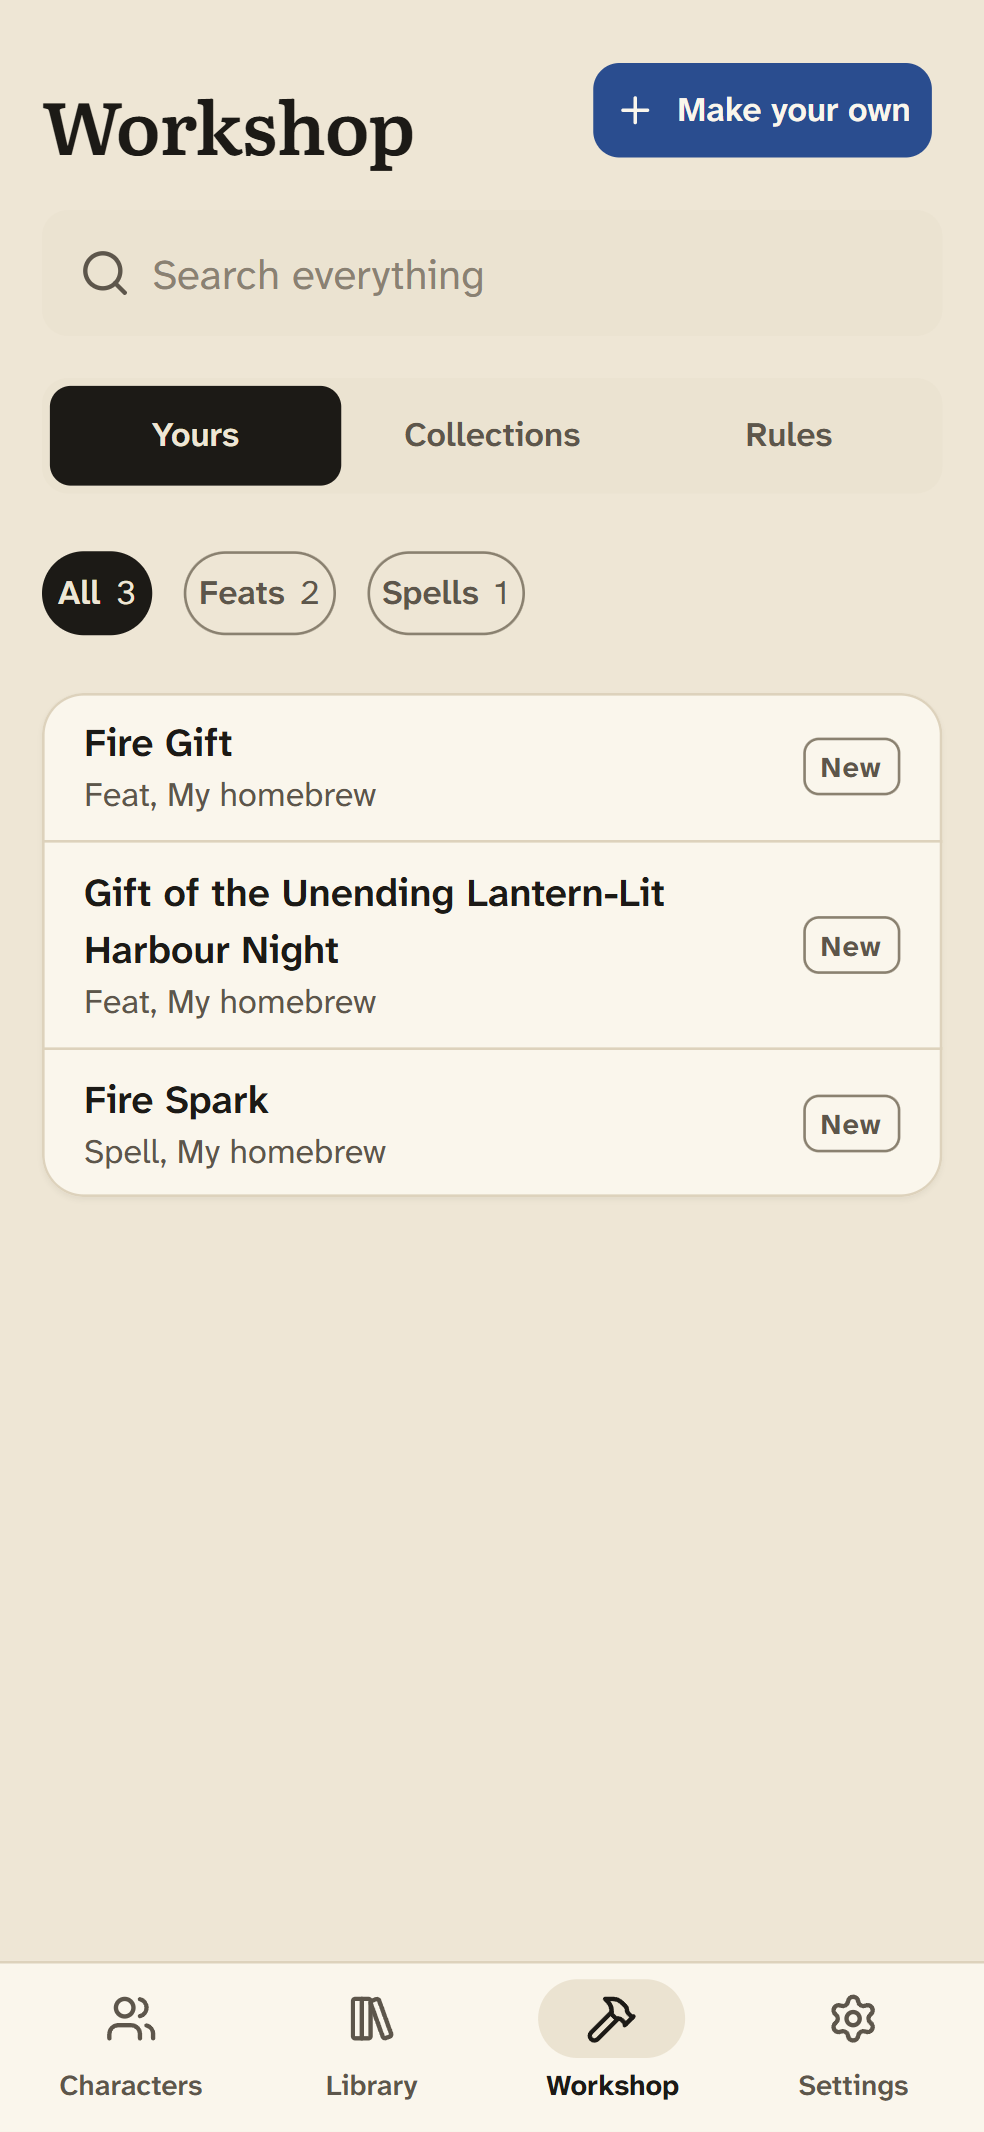 Workshop
Make your own
Search everything
Yours
Collections
Rules
All 3
Feats 2
Spells 1
Fire Gift
Feat, My homebrew
New
Gift of the Unending Lantern-Lit
Harbour Night
Feat, My homebrew
New
Fire Spark
Spell, My homebrew
New
Characters
Library
Workshop
Settings